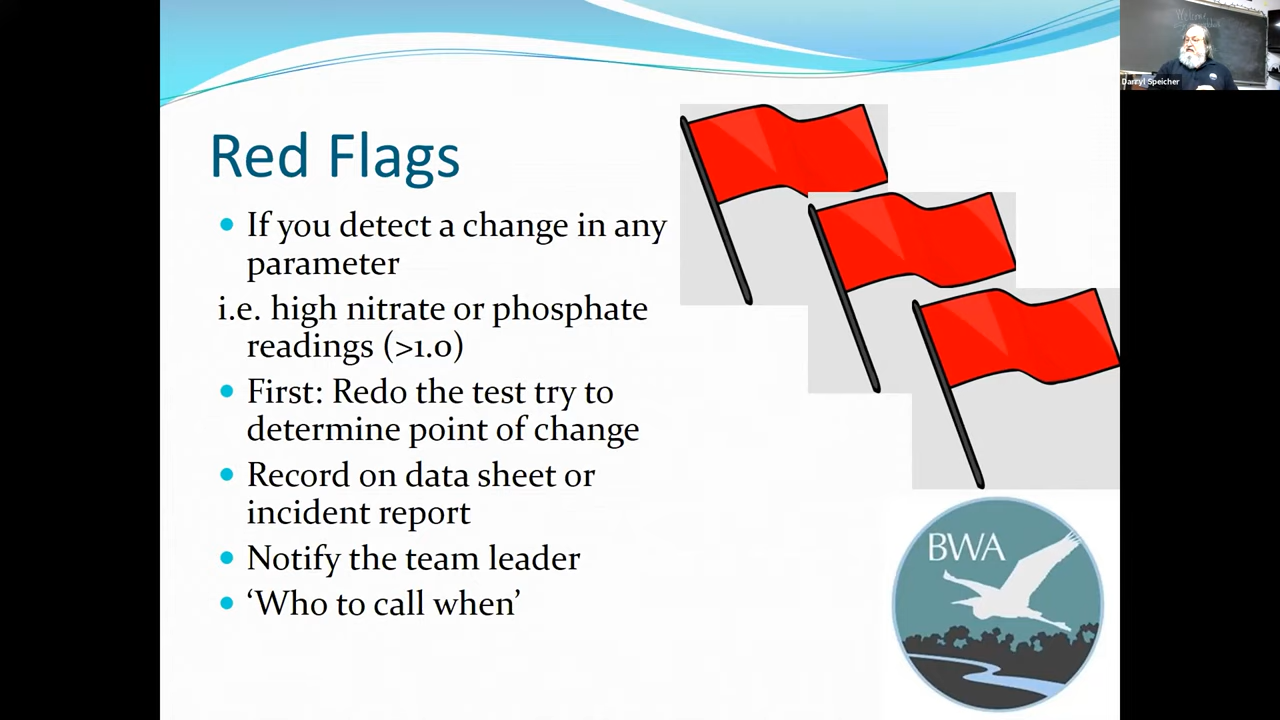 Welcome
Darryl Speicher
Red Flags
• If you detect a change in any
parameter
i.e. high nitrate or phosphate
readings (>1.0)
• First: Redo the test try to
determine point of change
• Record on data sheet or
incident report
• Notify the team leader
• ‘Who to call when’
BWA